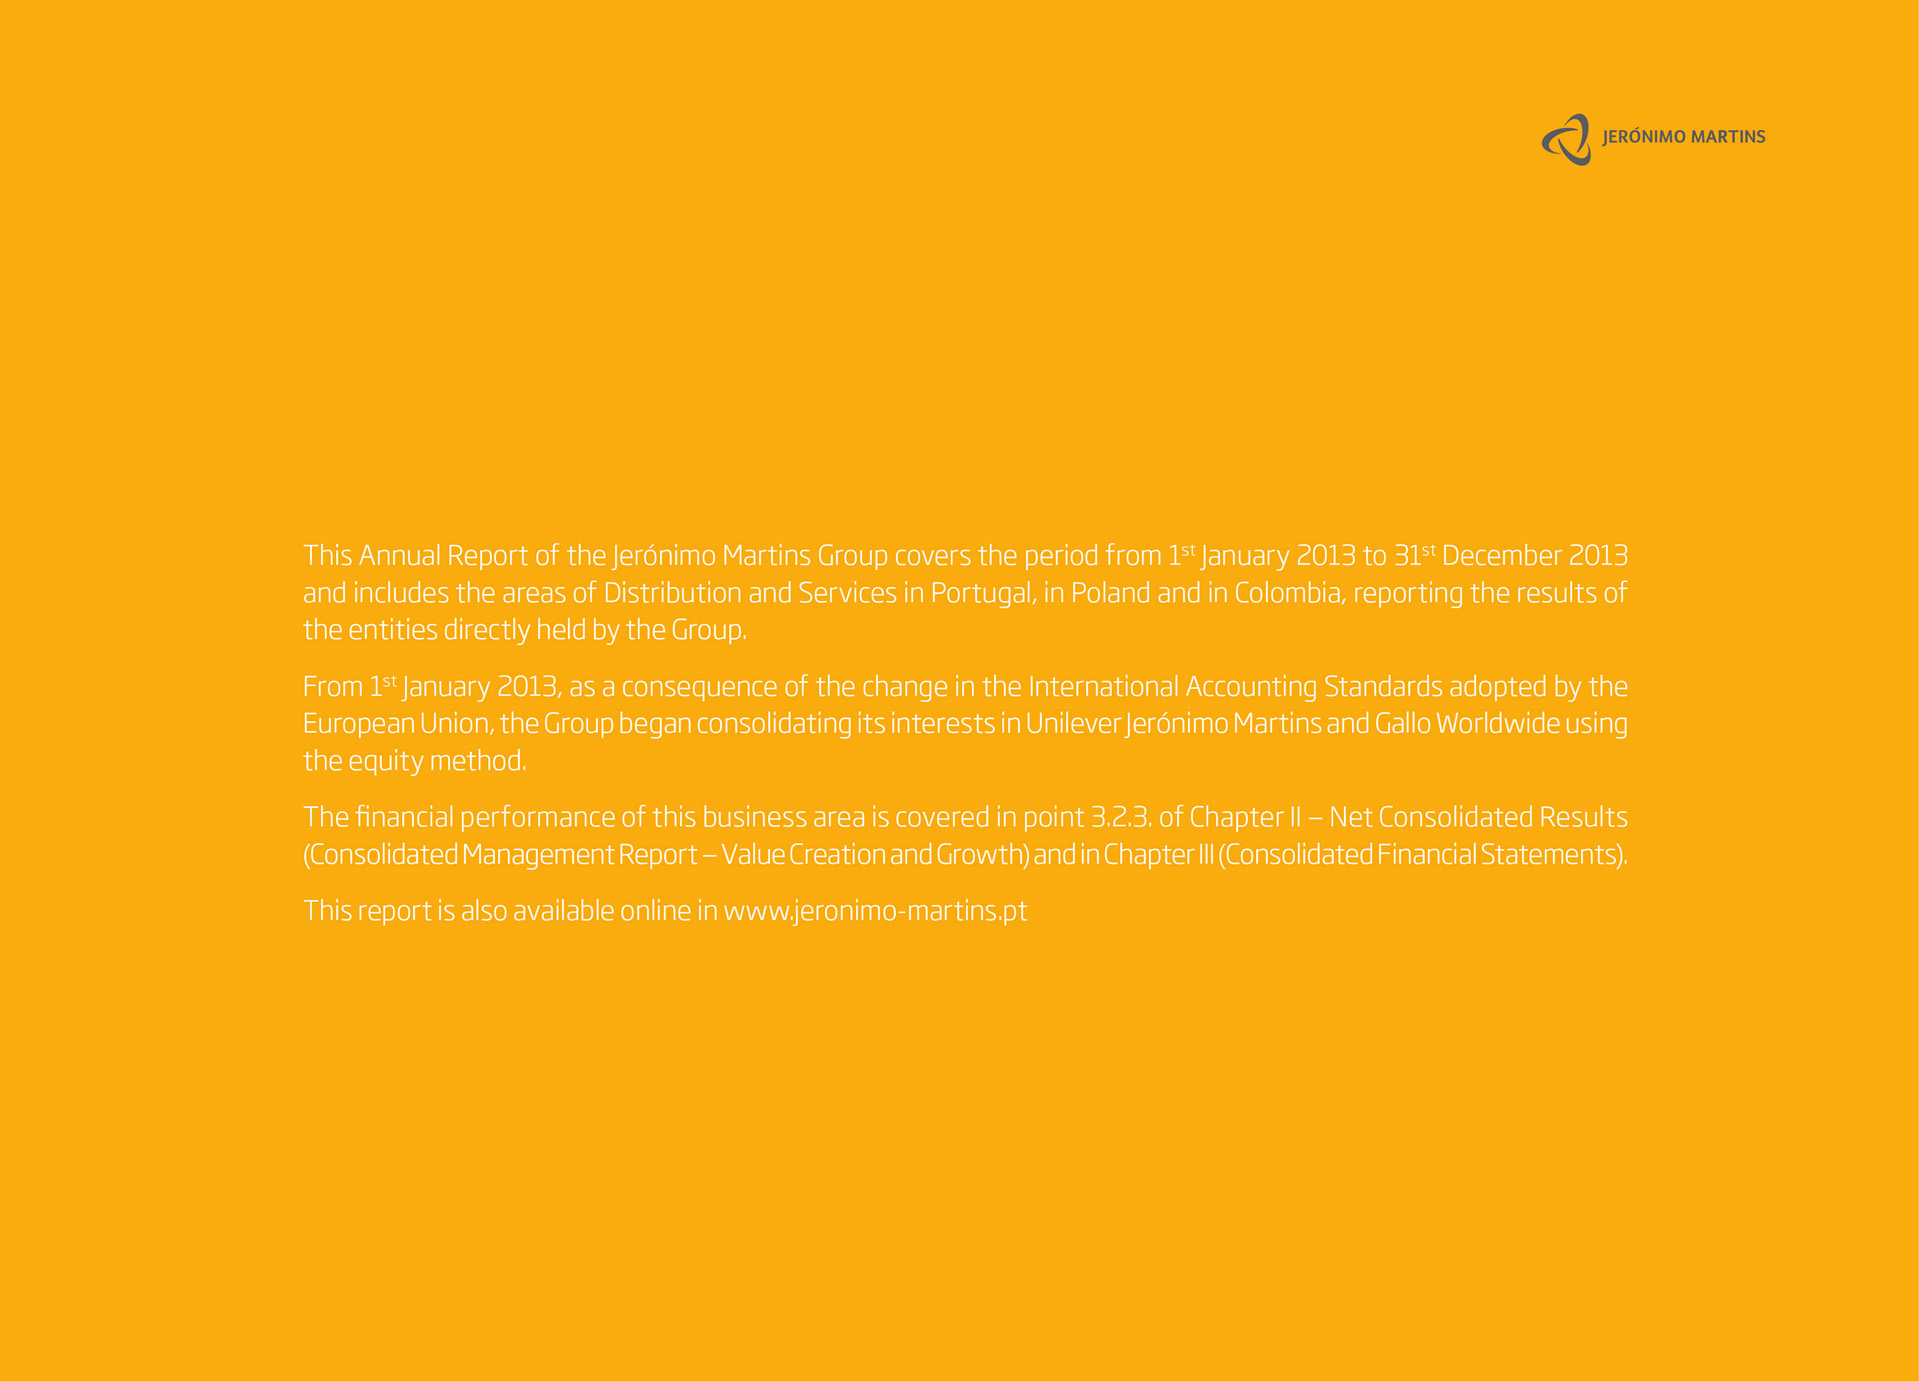 JERÓNIMO MARTINS
This Annual Report of the Jerónimo Martins Group covers the period from 1st January 2013 to 31st December 2013
and includes the areas of Distribution and Services in Portugal, in Poland and in Colombia, reporting the results of
the entities directly held by the Group.
From 1st January 2013, as a consequence of the change in the International Accounting Standards adopted by the
European Union, the Group began consolidating its interests in Unilever Jerónimo Martins and Gallo Worldwide using
the equity method.
The financial performance of this business area is covered in point 3.2.3. of Chapter II – Net Consolidated Results
(Consolidated Management Report – Value Creation and Growth) and in Chapter III (Consolidated Financial Statements).
This report is also available online in www.jeronimo-martins.pt